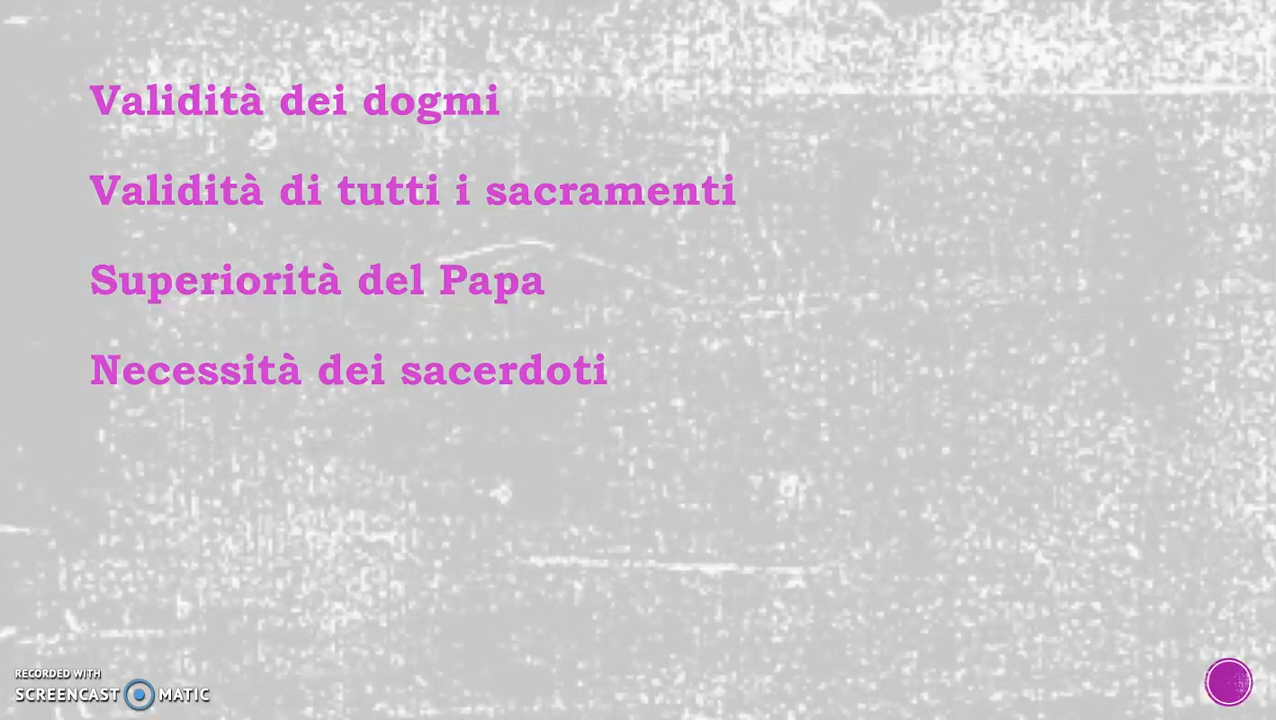 Validità dei dogmi
Validità di tutti i sacramenti
Superiorità del Papa
Necessità dei sacerdoti
RECORDED WITH
SCREENCAST MATIC